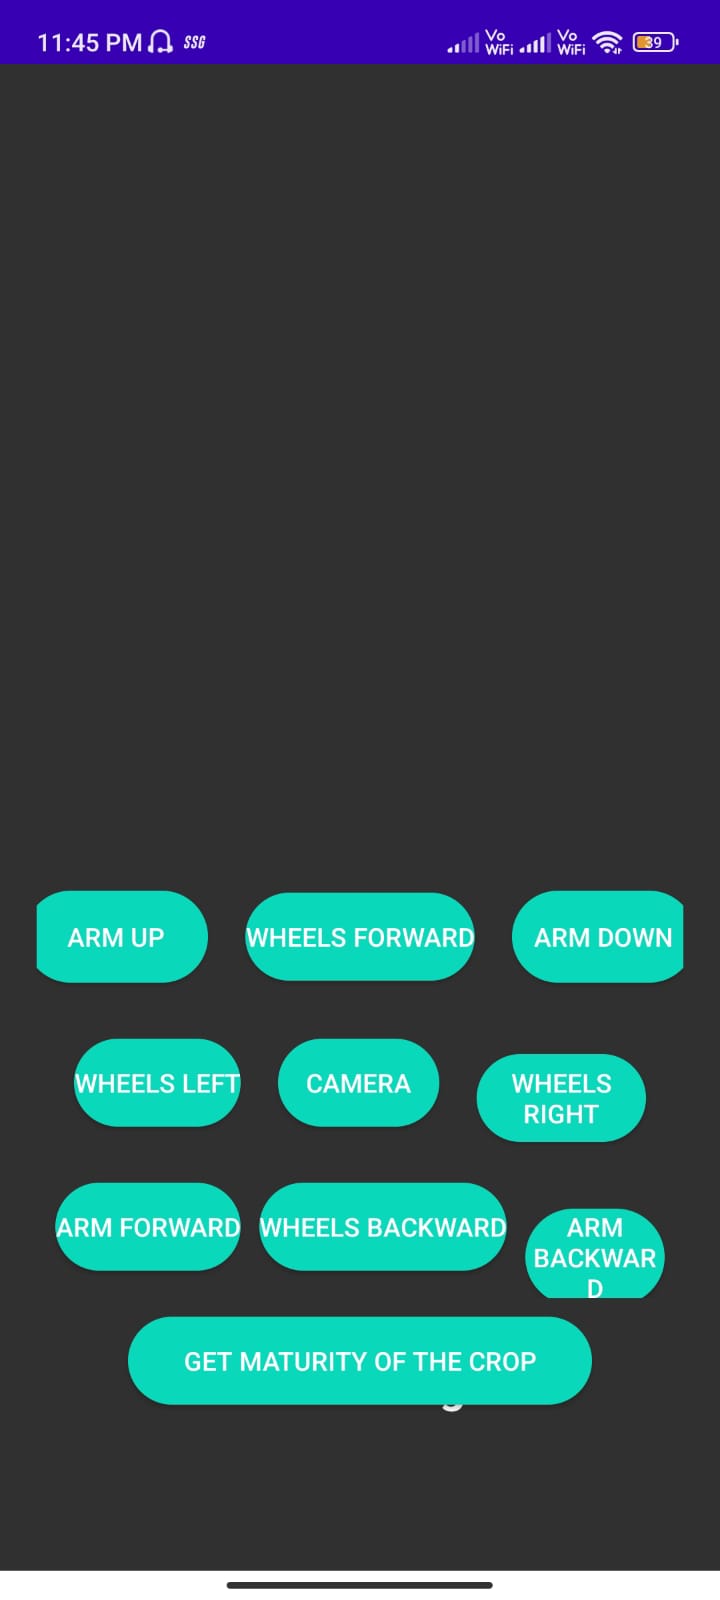 11:45 PM SSG Vo WiFi Vo WiFi 39
ARM UP
WHEELS FORWARD
ARM DOWN
WHEELS LEFT
CAMERA
WHEELS
RIGHT
ARM FORWARD
WHEELS BACKWARD
ARM
BACKWAR
D
GET MATURITY OF THE CROP